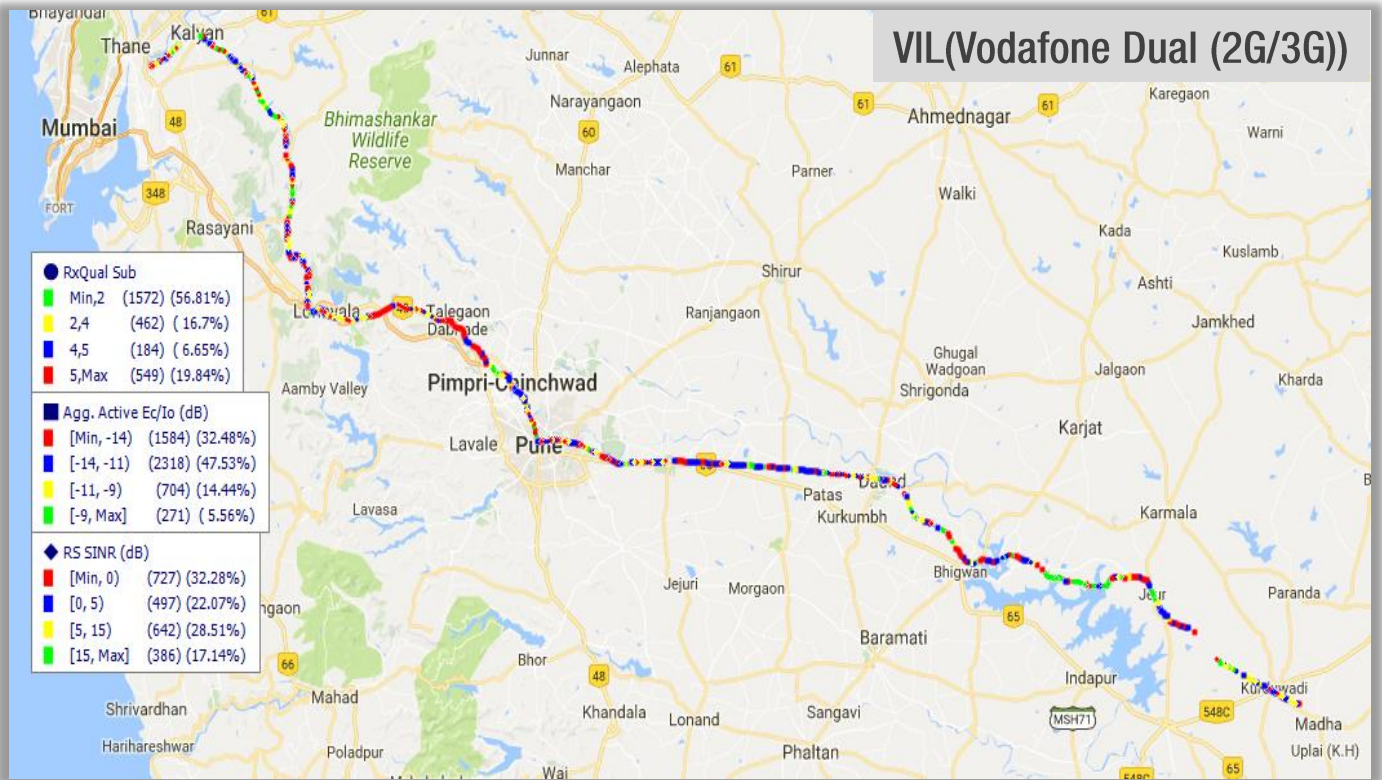 VIL(Vodafone Dual (2G/3G))
Bhayandar
61
Kalyan
Thane
Junnar
Alephata
61
Narayangaon
61
Ahmednagar
61
Karegaon
Mumbai
48
Bhimashankar
Wildlife
Reserve
60
Warni
Manchar
Parner
348
Walki
FORT
Rasayani
Kada
Kuslamb
Shirur
Ashti
RxQual Sub
Min,2 (1572) (56.81%)
2,4 (462) ( 16.7%)
4,5 (184) ( 6.65%)
5,Max (549) (19.84%)
Talegaon
Dabhade
Ranjangaon
Jamkhed
Ghugal
Wadgoan
Shrigonda
Jalgaon
Kharda
Aamby Valley
Pimpri-Chinchwad
Agg. Active Ec/Io (dB)
[Min, -14) (1584) (32.48%)
[-14, -11) (2318) (47.53%)
[-11, -9) (704) (14.44%)
[-9, Max] (271) ( 5.56%)
Lavale
Pune
Karjat
Patas
Kurkumbh
Lavasa
Karmala
RS SINR (dB)
[Min, 0) (727) (32.28%)
[0, 5) (497) (22.07%)
[5, 15) (642) (28.51%)
[15, Max] (386) (17.14%)
ngaon
Jejuri
Morgaon
Bhigwan
Jeur
Paranda
65
Baramati
66
Bhor
48
Indapur
Mahad
Khandala
Lonand
Sangavi
MSH71
548C
Madha
Shrivardhan
Harihareshwar
Poladpur
Phaltan
Uplai (K.H)
Wai
548C
65